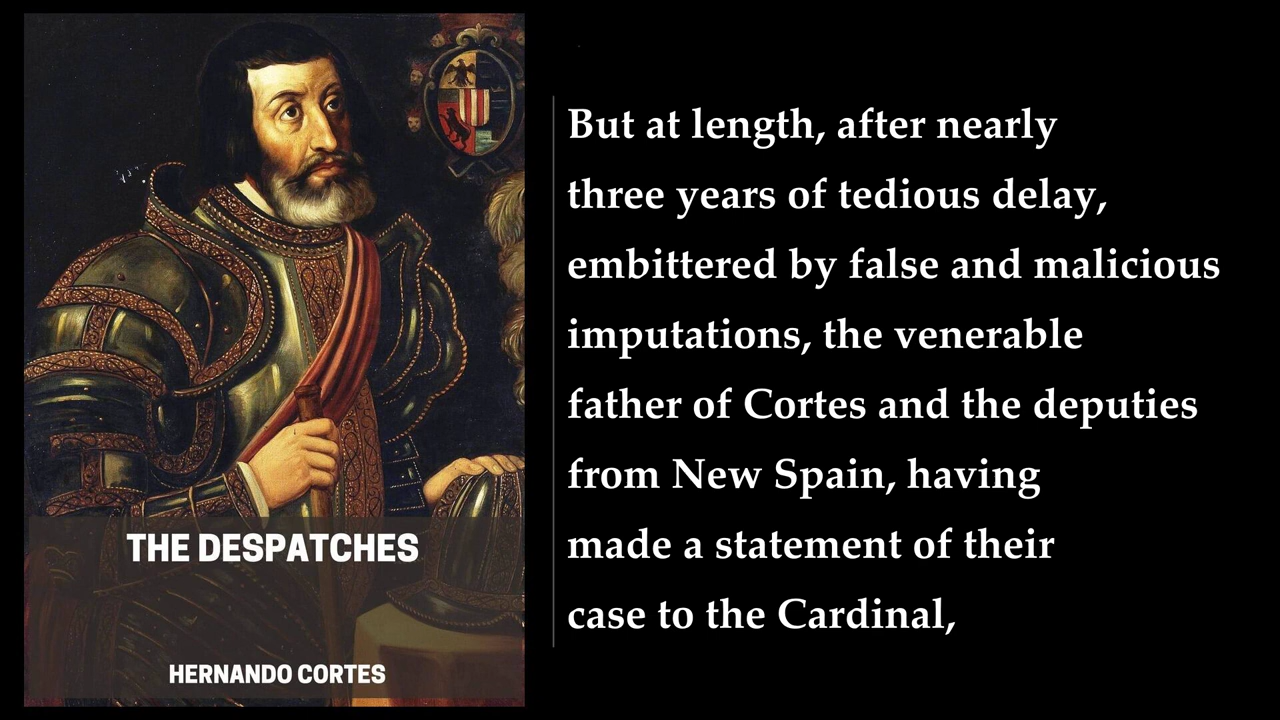 THE DESPATCHES
HERNANDO CORTES
But at length, after nearly
three years of tedious delay,
embittered by false and malicious
imputations, the venerable
father of Cortes and the deputies
from New Spain, having
made a statement of their
case to the Cardinal,